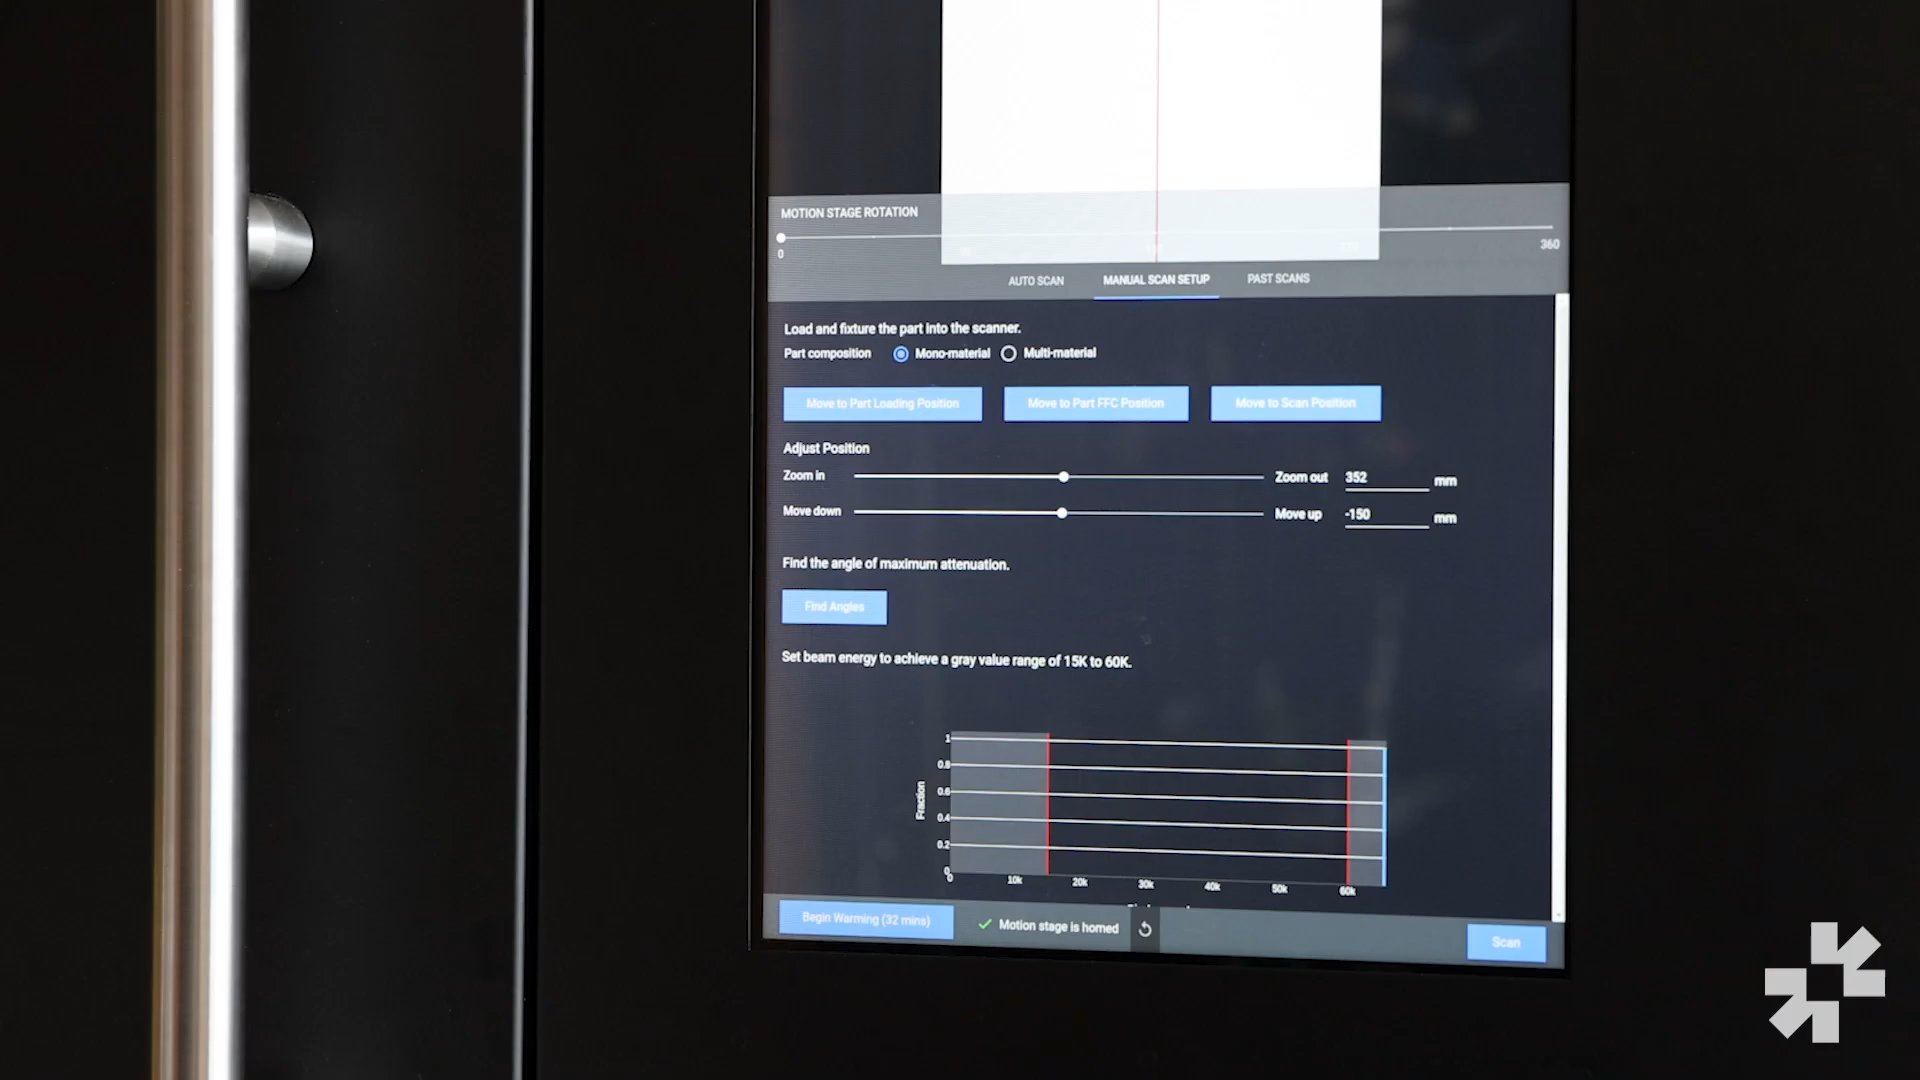 MOTION STAGE ROTATION
0
360
AUTO SCAN MANUAL SCAN SETUP PAST SCANS
Load and fixture the part into the scanner.
Part composition Mono-material Multi-material
Move to Part Loading Position Move to Part FFC Position Move to Scan Position
Adjust Position
Zoom in Zoom out 352 mm
Move down Move up -150 mm
Find the angle of maximum attenuation.
Find Angles
Set beam energy to achieve a gray value range of 15K to 60K.
1
0.8
0.6
0.4
0.2
0
Fraction
0 10k 20k 30k 40k 50k 60k
Begin Warming (32 mins) Motion stage is homed Scan